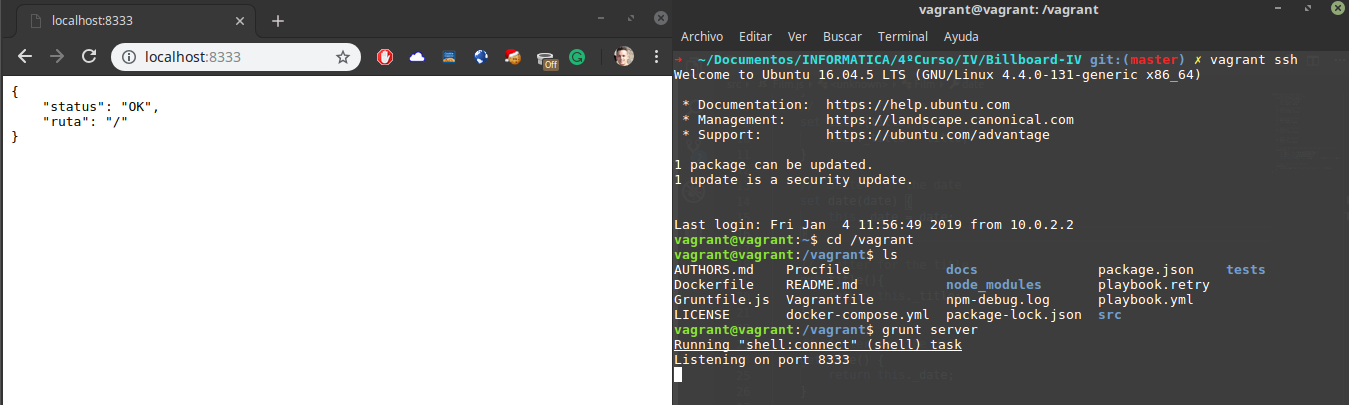 localhost:8333
localhost:8333
Off
{
    "status": "OK",
    "ruta": "/"
}
vagrant@vagrant: /vagrant
Archivo Editar Ver Buscar Terminal Ayuda
➜  ~/Documentos/INFORMATICA/4ºCurso/IV/Billboard-IV git:(master) ✗ vagrant ssh
Welcome to Ubuntu 16.04.5 LTS (GNU/Linux 4.4.0-131-generic x86_64)
 * Documentation:  https://help.ubuntu.com
 * Management:     https://landscape.canonical.com
 * Support:        https://ubuntu.com/advantage
1 package can be updated.
1 update is a security update.
Last login: Fri Jan  4 11:56:49 2019 from 10.0.2.2
vagrant@vagrant:~$ cd /vagrant
vagrant@vagrant:/vagrant$ ls
AUTHORS.md    Procfile            docs               package.json    tests
Dockerfile    README.md           node_modules       playbook.retry
Gruntfile.js  Vagrantfile         npm-debug.log      playbook.yml
LICENSE       docker-compose.yml  package-lock.json  src
vagrant@vagrant:/vagrant$ grunt server
Running "shell:connect" (shell) task
Listening on port 8333